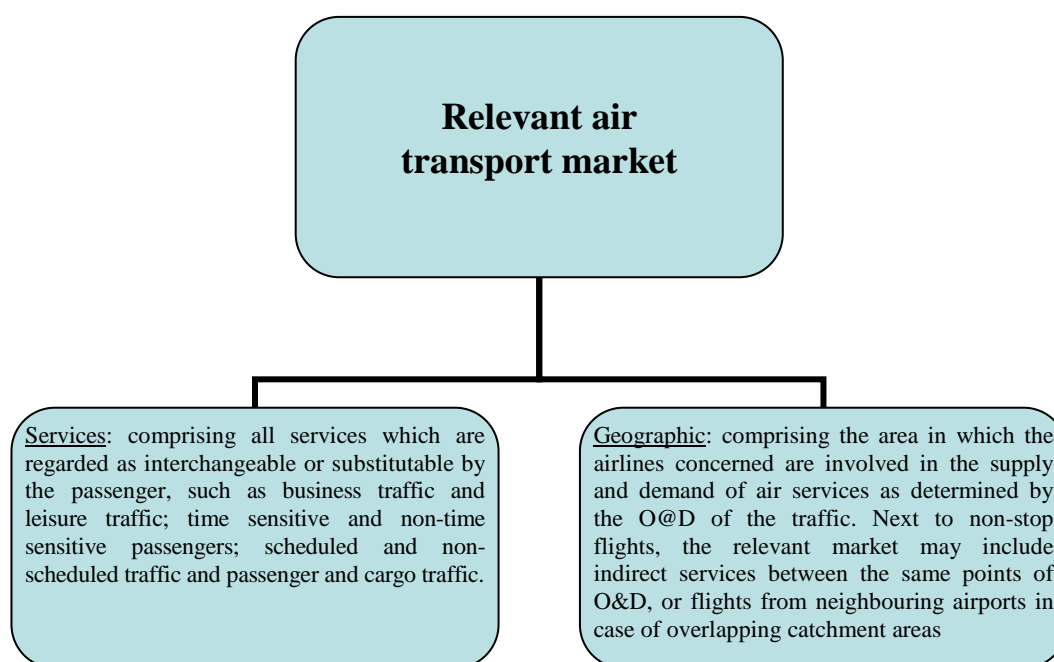 Relevant air
transport market
Services: comprising all services which are
regarded as interchangeable or substitutable by
the passenger, such as business traffic and
leisure traffic; time sensitive and non-time
sensitive passengers; scheduled and non-
scheduled traffic and passenger and cargo traffic.
Geographic: comprising the area in which the
airlines concerned are involved in the supply
and demand of air services as determined by
the O@D of the traffic. Next to non-stop
flights, the relevant market may include
indirect services between the same points of
O&D, or flights from neighbouring airports in
case of overlapping catchment areas